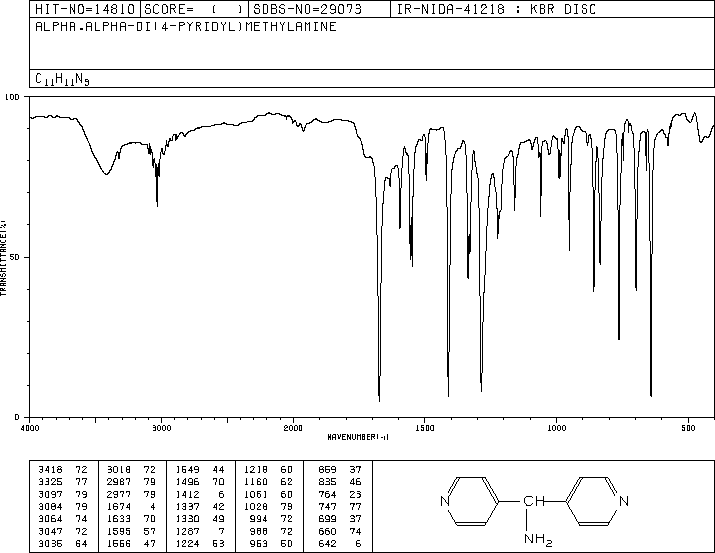 HIT-NO=14810 SCORE= ( ) SDBS-NO=29073 IR-NIDA-41218 : KBR DISC
ALPHA,ALPHA-DI(4-PYRIDYL)METHYLAMINE
C11H11N3
100
50
0
TRANSMITTANCE(%)
4000 3000 2000 1500 1000 500
WAVENUMBER(-1)
3418 72 3018 72 1549 44 1218 60 859 37
3325 77 2987 79 1496 70 1160 62 835 46
3097 79 2977 79 1412 6 1061 60 764 23
3084 79 1674 4 1337 42 1028 79 747 77
3064 74 1633 70 1330 49 994 72 699 37
3047 72 1595 57 1287 7 988 72 660 74
3035 64 1556 47 1224 53 953 50 642 6
N CH N
NH2